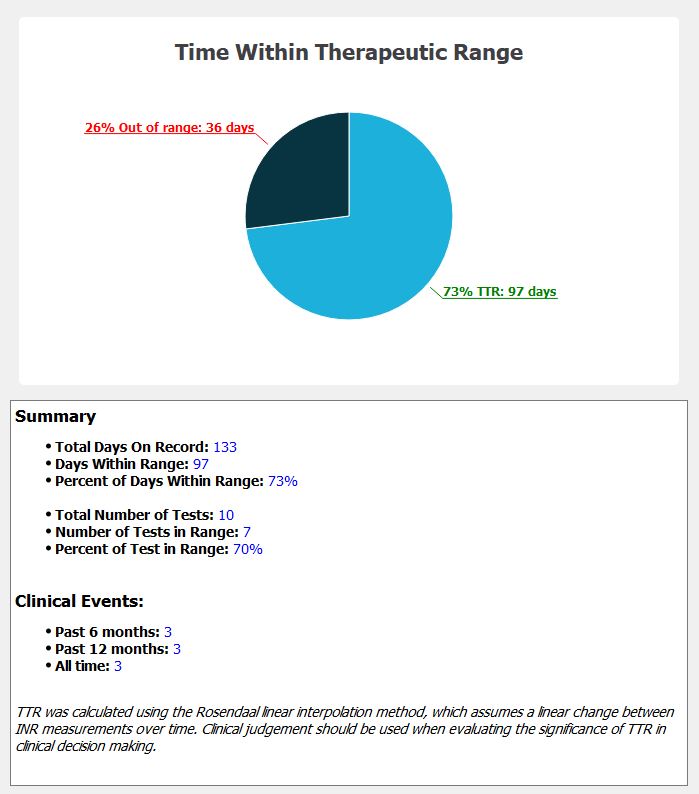 Time Within Therapeutic Range
26% Out of range: 36 days
73% TTR: 97 days
Summary
• Total Days On Record: 133
• Days Within Range: 97
• Percent of Days Within Range: 73%
• Total Number of Tests: 10
• Number of Tests in Range: 7
• Percent of Test in Range: 70%
Clinical Events:
• Past 6 months: 3
• Past 12 months: 3
• All time: 3
TTR was calculated using the Rosendaal linear interpolation method, which assumes a linear change between
INR measurements over time. Clinical judgement should be used when evaluating the significance of TTR in
clinical decision making.